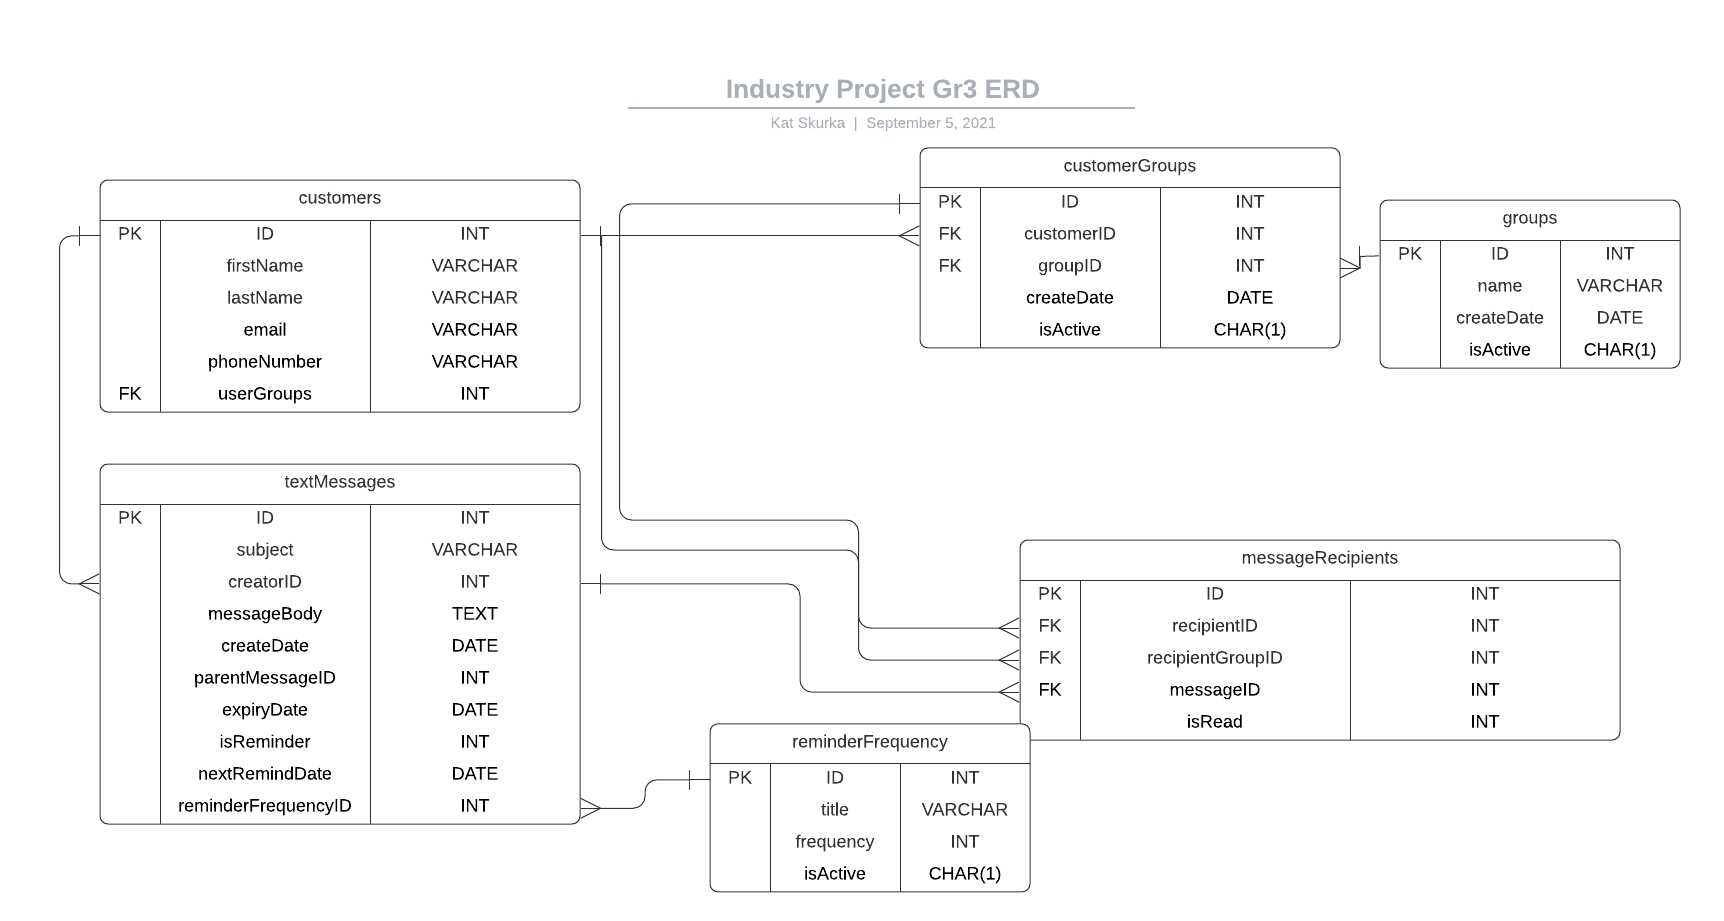 Industry Project Gr3 ERD
Kat Skurka | September 5, 2021
customers
PK ID INT
firstName VARCHAR
lastName VARCHAR
email VARCHAR
phoneNumber VARCHAR
FK userGroups INT
customerGroups
PK ID INT
FK customerID INT
FK groupID INT
createDate DATE
isActive CHAR(1)
groups
PK ID INT
name VARCHAR
createDate DATE
isActive CHAR(1)
textMessages
PK ID INT
subject VARCHAR
creatorID INT
messageBody TEXT
createDate DATE
parentMessageID INT
expiryDate DATE
isReminder INT
nextRemindDate DATE
reminderFrequencyID INT
messageRecipients
PK ID INT
FK recipientID INT
FK recipientGroupID INT
FK messageID INT
isRead INT
reminderFrequency
PK ID INT
title VARCHAR
frequency INT
isActive CHAR(1)